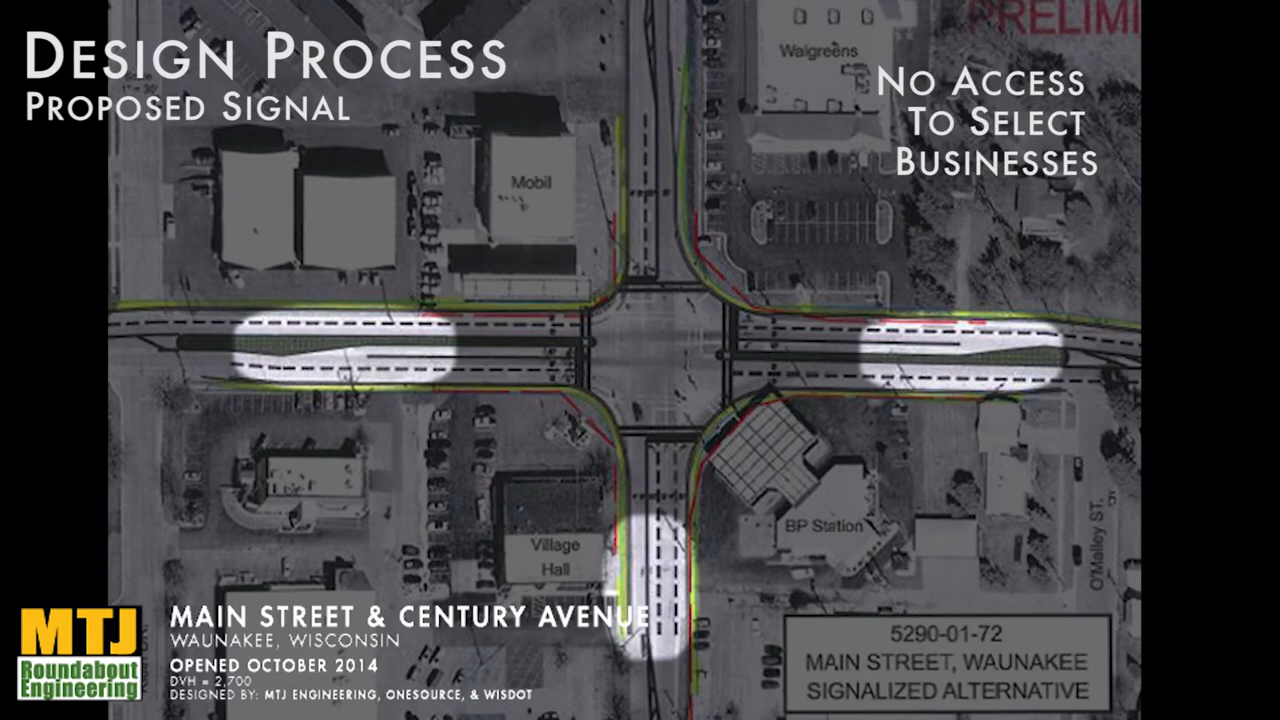 DESIGN PROCESS
PROPOSED SIGNAL
PRELIMI
NO ACCESS
TO SELECT
BUSINESSES
Walgreens
Mobil
BP Station
Village
Hall
O'Malley ST.
MTJ
Roundabout
Engineering
MAIN STREET & CENTURY AVENUE
WAUNAKEE, WISCONSIN
OPENED OCTOBER 2014
DVH = 2,700
DESIGNED BY: MTJ ENGINEERING, ONESOURCE, & WISDOT
5290-01-72
MAIN STREET, WAUNAKEE
SIGNALIZED ALTERNATIVE